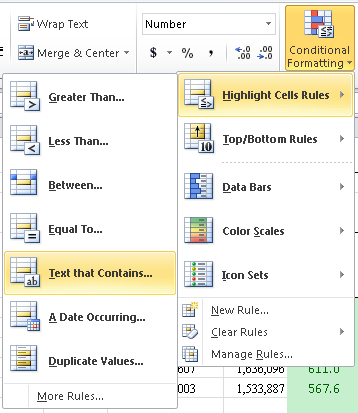 Wrap Text
Number
Merge & Center
$ % , .00 .00
Conditional
Formatting
Highlight Cells Rules
Top/Bottom Rules
Data Bars
Color Scales
Icon Sets
New Rule...
Clear Rules
Manage Rules...
Greater Than...
Less Than...
Between...
Equal To...
Text that Contains...
A Date Occurring...
Duplicate Values...
More Rules...
007 1,636,096 611.0
003 1,533,887 567.6